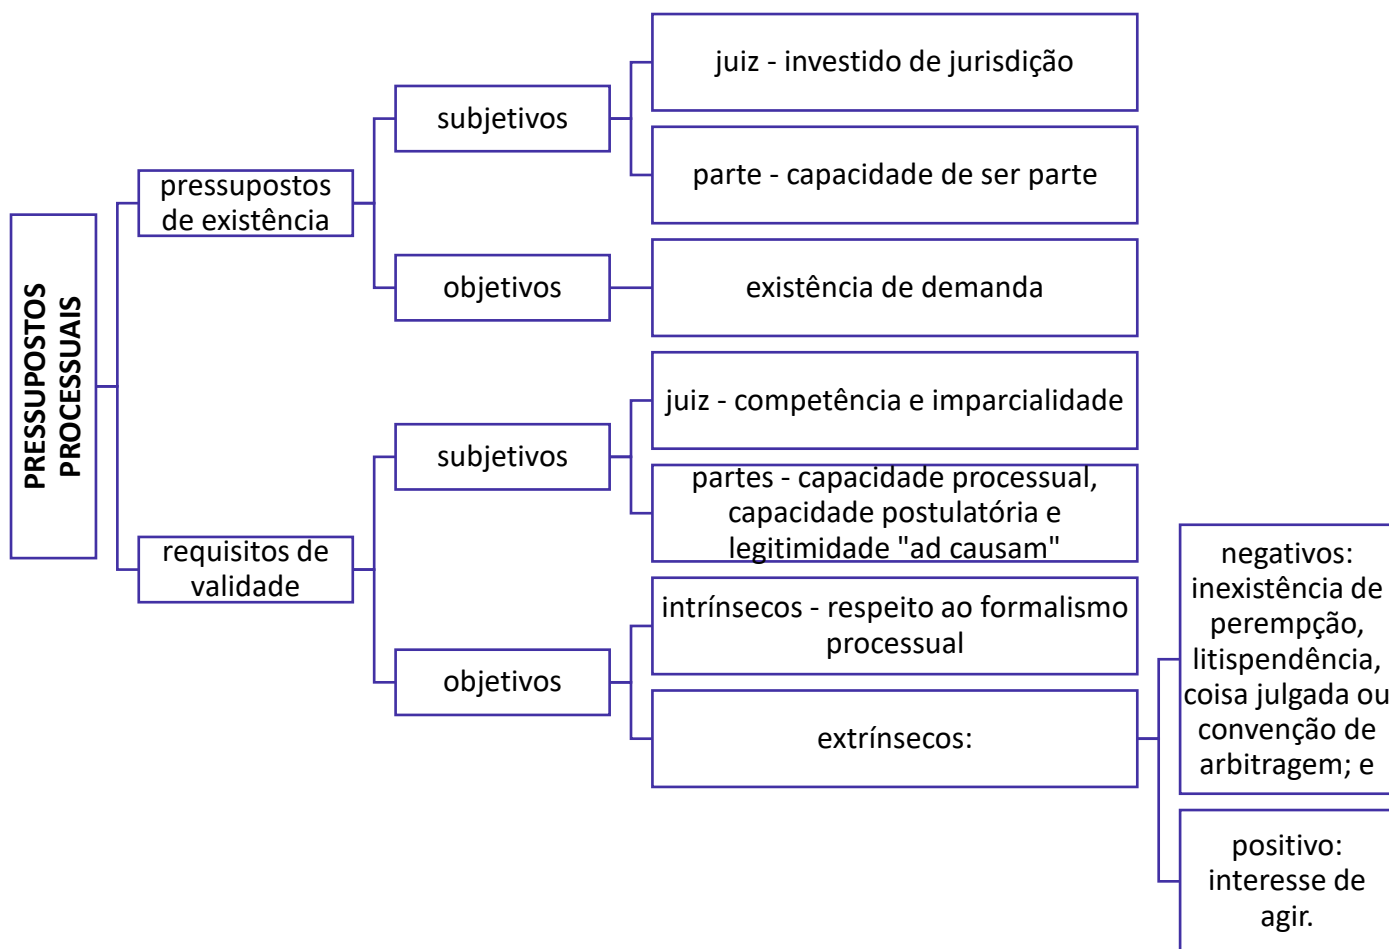 PRESSUPOSTOS
PROCESSUAIS
pressupostos
de existência
subjetivos
juiz - investido de jurisdição
parte - capacidade de ser parte
objetivos
existência de demanda
requisitos de
validade
subjetivos
juiz - competência e imparcialidade
partes - capacidade processual,
capacidade postulatória e
legitimidade "ad causam"
objetivos
intrínsecos - respeito ao formalismo
processual
extrínsecos:
negativos:
inexistência de
perempção,
litispendência,
coisa julgada ou
convenção de
arbitragem; e
positivo:
interesse de
agir.